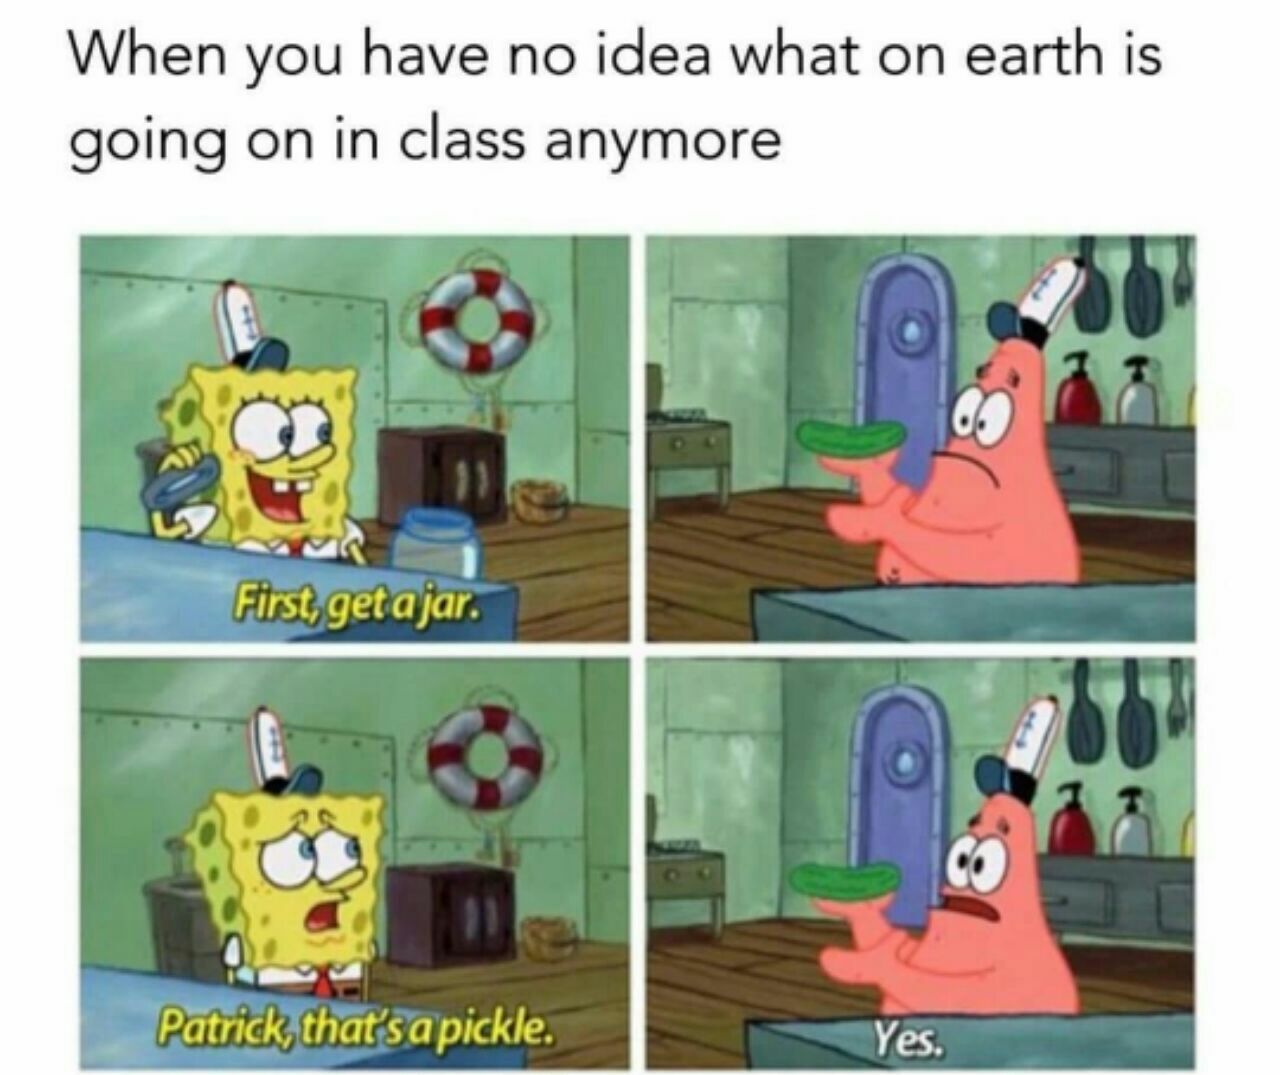 When you have no idea what on earth is
going on in class anymore
First, get a jar.
Patrick, that's a pickle.
Yes.